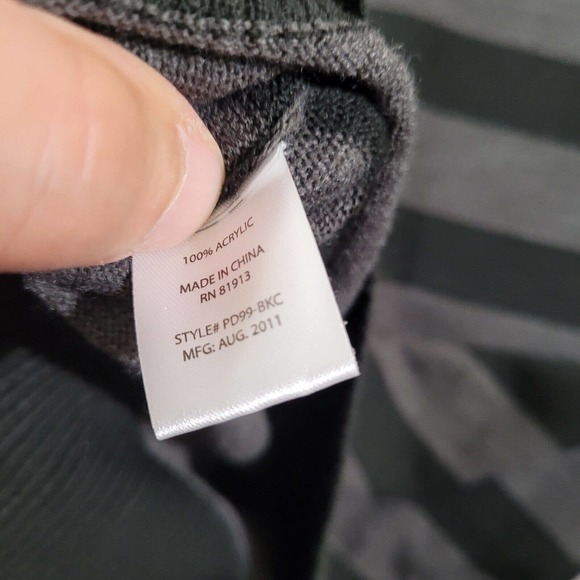 100% ACRYLIC
MADE IN CHINA
RN 81913
STYLE# PD99-BKC
MFG: AUG. 2011